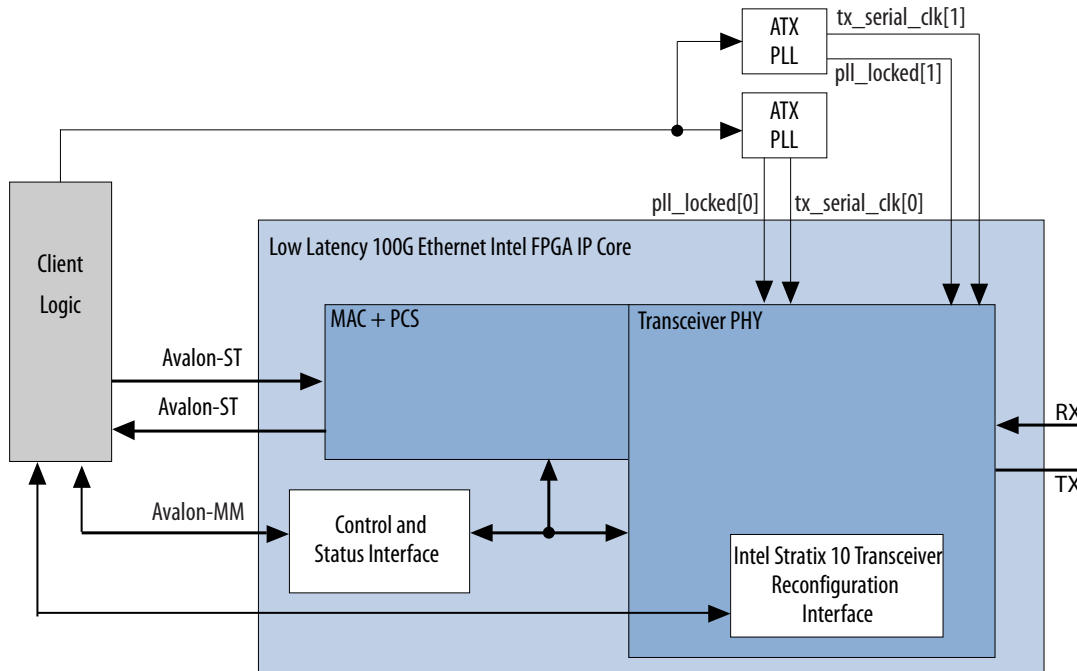 ATX
PLL
tx_serial_clk[1]
pll_locked[1]
ATX
PLL
pll_locked[0]
tx_serial_clk[0]
Low Latency 100G Ethernet Intel FPGA IP Core
Client
Logic
MAC + PCS
Transceiver PHY
Avalon-ST
Avalon-ST
RX
TX
Avalon-MM
Control and
Status Interface
Intel Stratix 10 Transceiver
Reconfiguration
Interface